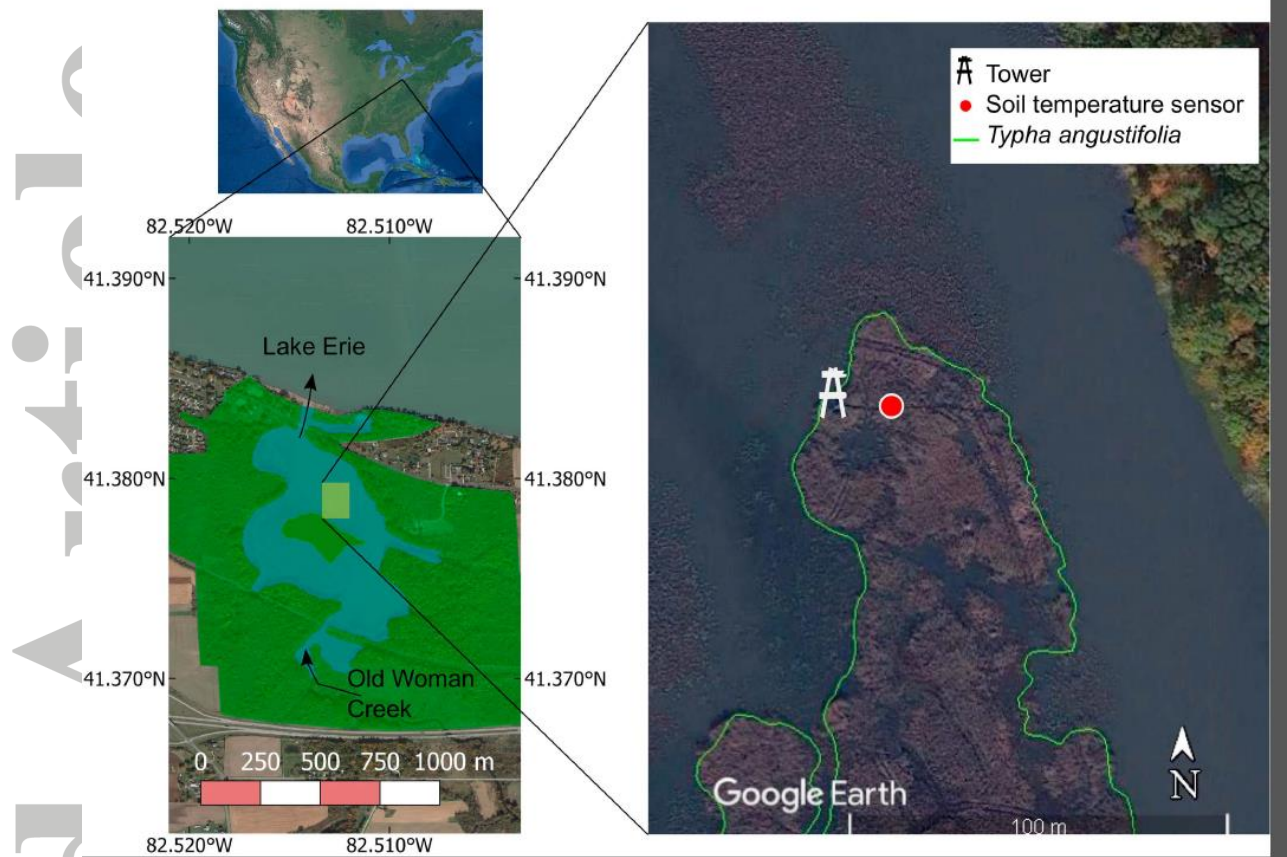 Tower
Soil temperature sensor
Typha angustifolia
82.520°W 82.510°W
41.390°N 41.390°N
Lake Erie
41.380°N 41.380°N
41.370°N 41.370°N
Old Woman
Creek
0 250 500 750 1000 m
82.520°W 82.510°W
Google Earth
N
100 m